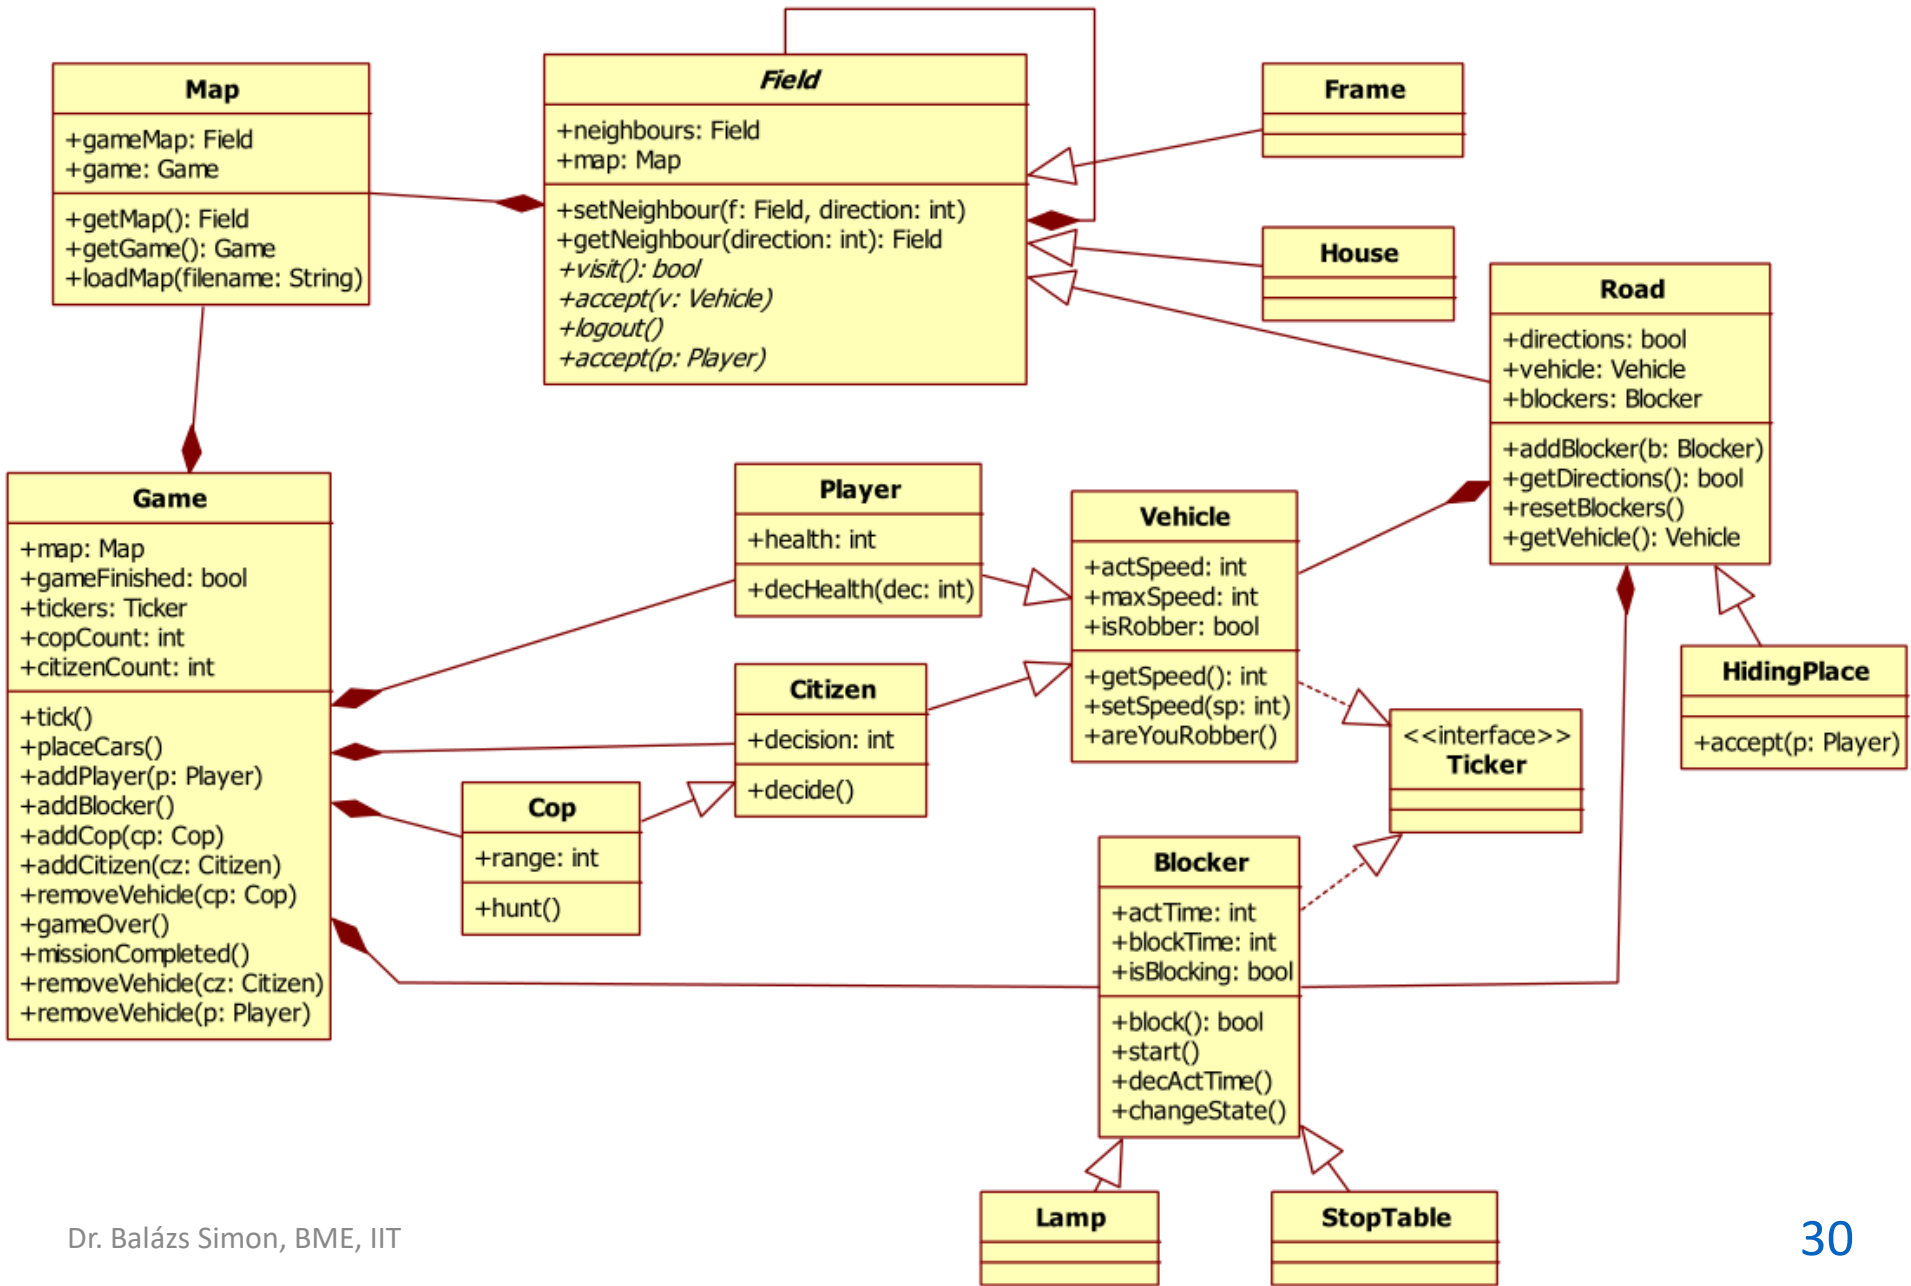 Map
+gameMap: Field
+game: Game
+getMap(): Field
+getGame(): Game
+loadMap(filename: String)
Field
+neighbours: Field
+map: Map
+setNeighbour(f: Field, direction: int)
+getNeighbour(direction: int): Field
+visit(): bool
+accept(v: Vehicle)
+logout()
+accept(p: Player)
Frame
House
Road
+directions: bool
+vehicle: Vehicle
+blockers: Blocker
+addBlocker(b: Blocker)
+getDirections(): bool
+resetBlockers()
+getVehicle(): Vehicle
Game
+map: Map
+gameFinished: bool
+tickers: Ticker
+copCount: int
+citizenCount: int
+tick()
+placeCars()
+addPlayer(p: Player)
+addBlocker()
+addCop(cp: Cop)
+addCitizen(cz: Citizen)
+removeVehicle(cp: Cop)
+gameOver()
+missionCompleted()
+removeVehicle(cz: Citizen)
+removeVehicle(p: Player)
Player
+health: int
+decHealth(dec: int)
Citizen
+decision: int
+decide()
Cop
+range: int
+hunt()
Vehicle
+actSpeed: int
+maxSpeed: int
+isRobber: bool
+getSpeed(): int
+setSpeed(sp: int)
+areYouRobber()
<<interface>>
Ticker
HidingPlace
+accept(p: Player)
Blocker
+actTime: int
+blockTime: int
+isBlocking: bool
+block(): bool
+start()
+decActTime()
+changeState()
Lamp
StopTable
Dr. Balázs Simon, BME, IIT
30